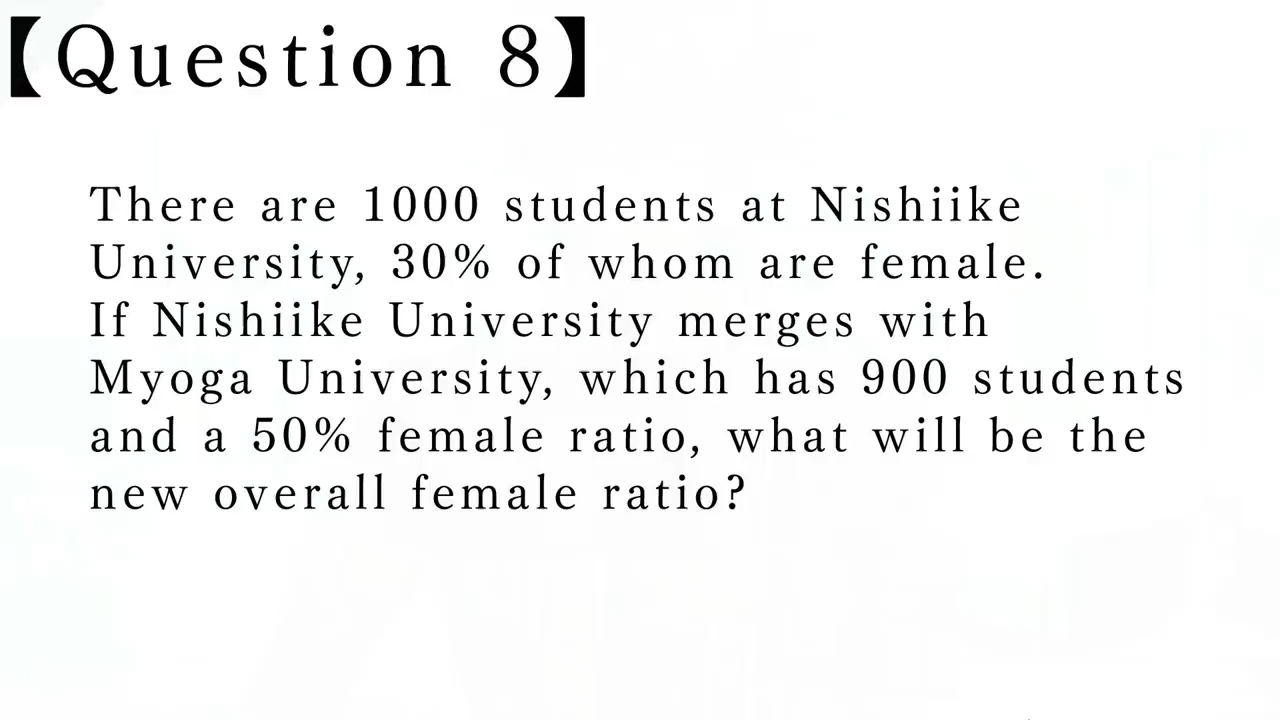 【Question 8】
There are 1000 students at Nishiike
University, 30% of whom are female.
If Nishiike University merges with
Myoga University, which has 900 students
and a 50% female ratio, what will be the
new overall female ratio?